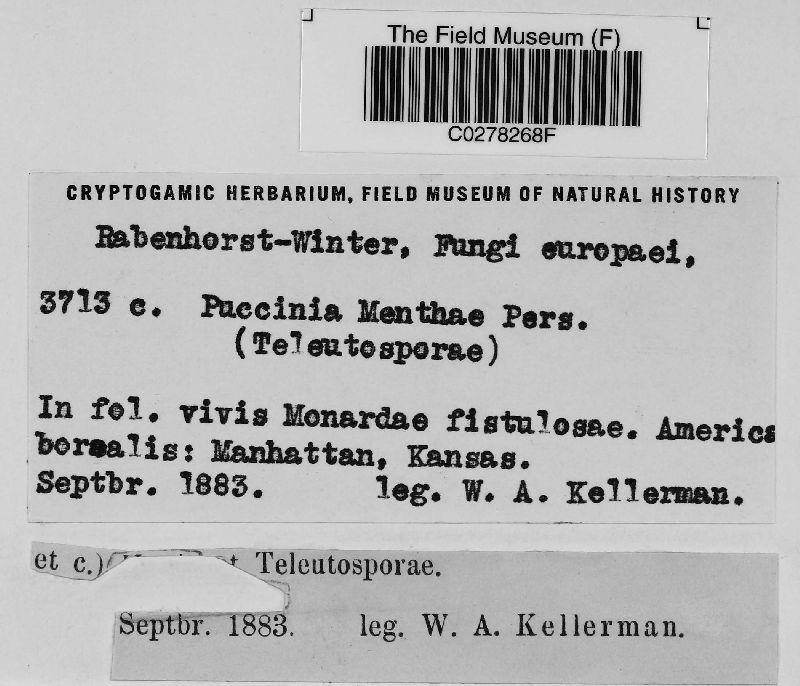 The Field Museum (F)
C0278268F
CRYPTOGAMIC HERBARIUM, FIELD MUSEUM OF NATURAL HISTORY
Rabenhorst-Winter, Fungi europaei,
3713 c. Puccinia Menthae Pers.
(Teleutosporae)
In fol. vivis Monardae fistulosae. America
borealis: Manhattan, Kansas.
Septbr. 1883. leg. W. A. Kellerman.
et c.) Teleutosporae.
Septbr. 1883. leg. W. A. Kellerman.